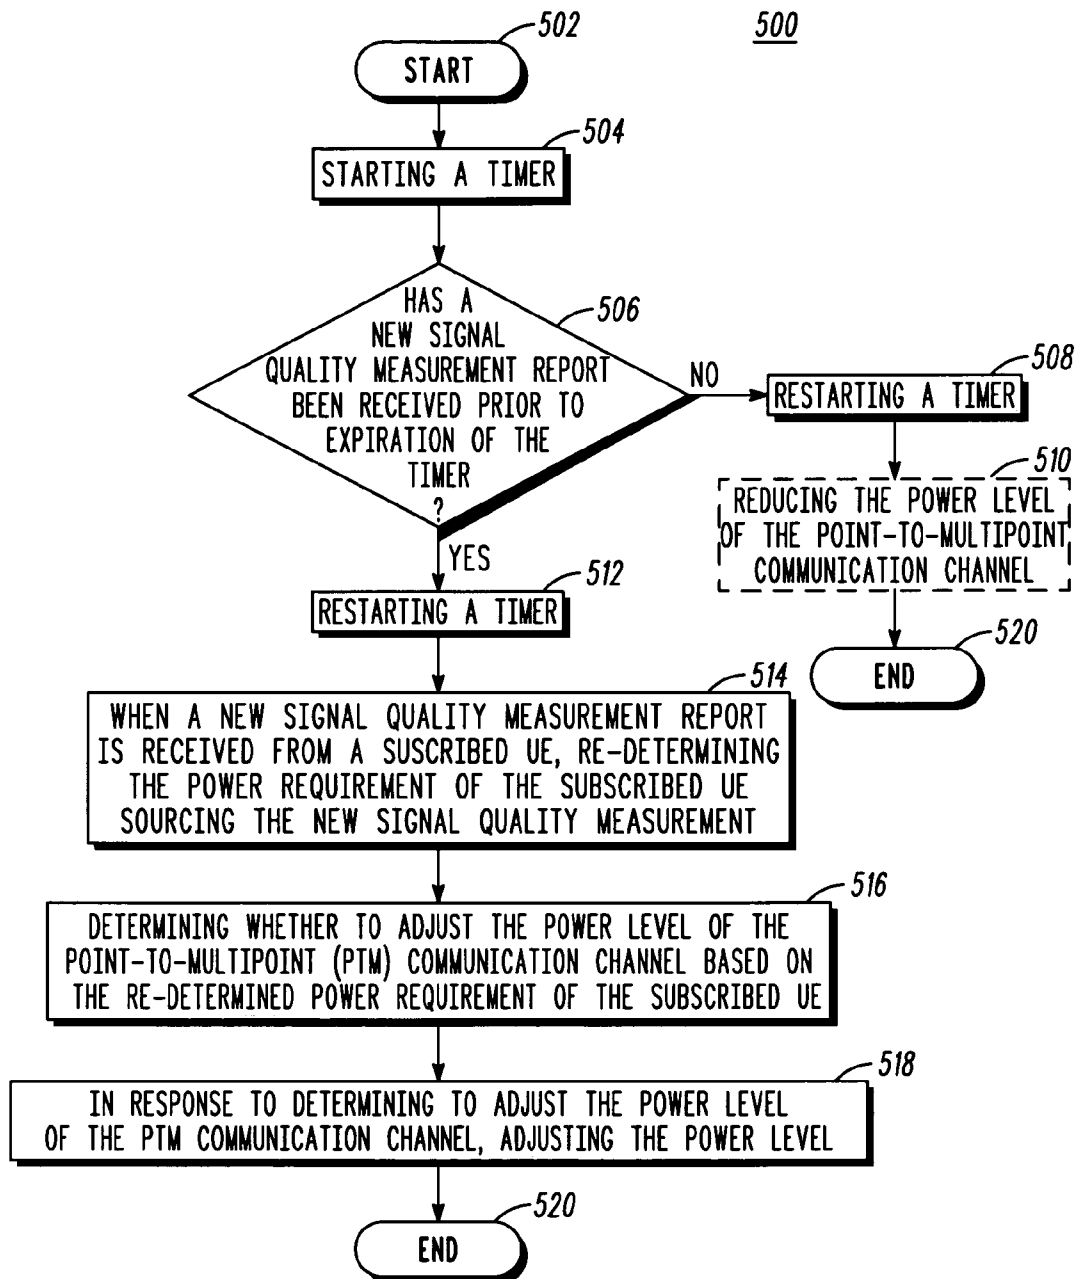 500
502
START
504
STARTING A TIMER
506
HAS A
NEW SIGNAL
QUALITY MEASUREMENT REPORT
BEEN RECEIVED PRIOR TO
EXPIRATION OF THE
TIMER
?
NO
508
RESTARTING A TIMER
510
REDUCING THE POWER LEVEL
OF THE POINT-TO-MULTIPOINT
COMMUNICATION CHANNEL
520
END
YES
512
RESTARTING A TIMER
514
WHEN A NEW SIGNAL QUALITY MEASUREMENT REPORT
IS RECEIVED FROM A SUSCRIBED UE, RE-DETERMINING
THE POWER REQUIREMENT OF THE SUBSCRIBED UE
SOURCING THE NEW SIGNAL QUALITY MEASUREMENT
516
DETERMINING WHETHER TO ADJUST THE POWER LEVEL OF THE
POINT-TO-MULTIPOINT (PTM) COMMUNICATION CHANNEL BASED ON
THE RE-DETERMINED POWER REQUIREMENT OF THE SUBSCRIBED UE
518
IN RESPONSE TO DETERMINING TO ADJUST THE POWER LEVEL
OF THE PTM COMMUNICATION CHANNEL, ADJUSTING THE POWER LEVEL
520
END